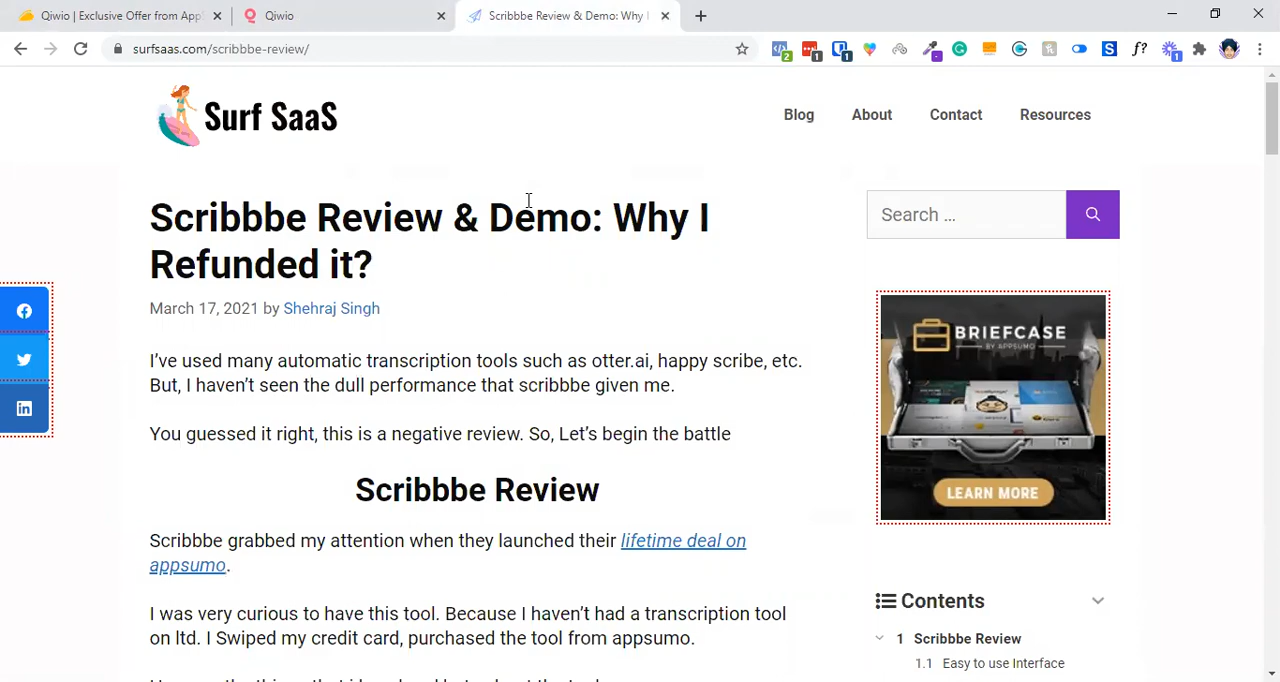 Qiwio | Exclusive Offer from App
Qiwio
Scribbbe Review & Demo: Why I
surfsaas.com/scribbbe-review/
2
1
1
f?
1
Surf SaaS
Blog
About
Contact
Resources
Scribbbe Review & Demo: Why I
Refunded it?
Search …
March 17, 2021 by Shehraj Singh
I've used many automatic transcription tools such as otter.ai, happy scribe, etc.
But, I haven't seen the dull performance that scribbbe given me.
You guessed it right, this is a negative review. So, Let's begin the battle
BRIEFCASE
BY APPSUMO
LEARN MORE
Scribbbe Review
Scribbbe grabbed my attention when they launched their lifetime deal on
appsumo.
I was very curious to have this tool. Because I haven't had a transcription tool
on ltd. I Swiped my credit card, purchased the tool from appsumo.
Contents
1 Scribbbe Review
1.1 Easy to use Interface